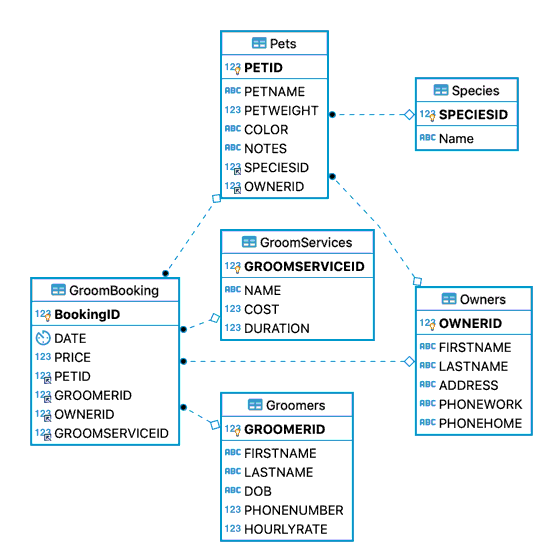 Pets
123 PETID
ABC PETNAME
123 PETWEIGHT
ABC COLOR
ABC NOTES
123 SPECIESID
123 OWNERID
Species
123 SPECIESID
ABC Name
GroomServices
123 GROOMSERVICEID
ABC NAME
123 COST
123 DURATION
GroomBooking
123 BookingID
DATE
123 PRICE
123 PETID
123 GROOMERID
123 OWNERID
123 GROOMSERVICEID
Owners
123 OWNERID
ABC FIRSTNAME
ABC LASTNAME
ABC ADDRESS
ABC PHONEWORK
ABC PHONEHOME
Groomers
123 GROOMERID
ABC FIRSTNAME
ABC LASTNAME
ABC DOB
123 PHONENUMBER
123 HOURLYRATE